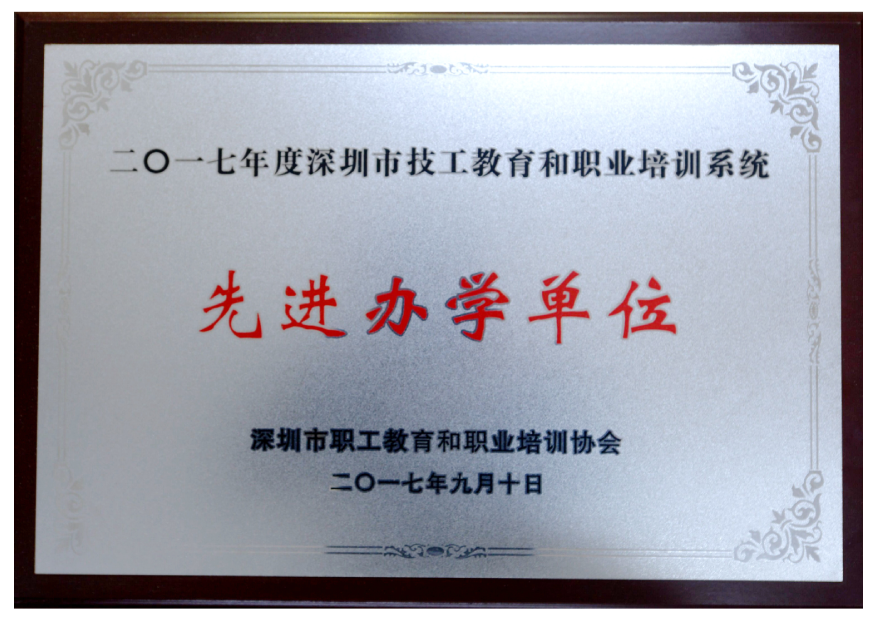 二〇一七年度深圳市技工教育和职业培训系统
先进办学单位
深圳市职工教育和职业培训协会
二〇一七年九月十日